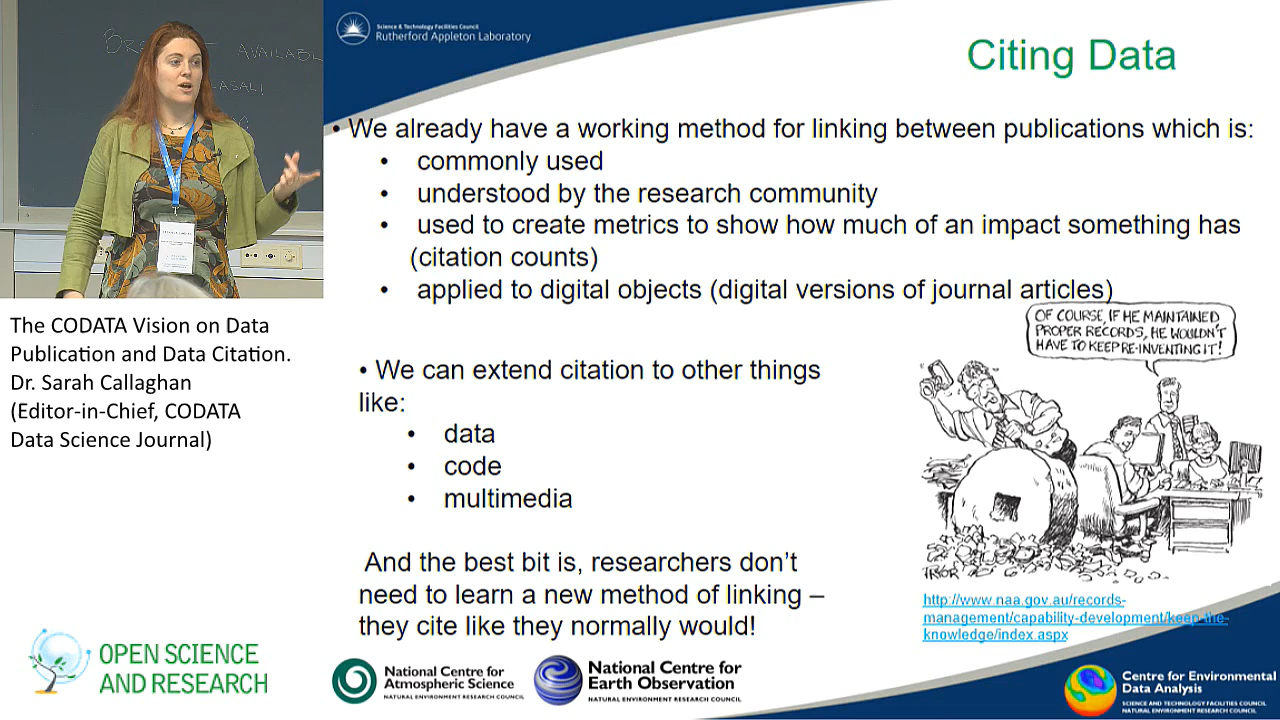 BR
AVAILABL
Science & Technology Facilities Council
Rutherford Appleton Laboratory
Citing Data
• We already have a working method for linking between publications which is:
• commonly used
• understood by the research community
• used to create metrics to show how much of an impact something has
(citation counts)
• applied to digital objects (digital versions of journal articles)
OF COURSE, IF HE MAINTAINED
PROPER RECORDS, HE WOULDN'T
HAVE TO KEEP RE-INVENTING IT!
The CODATA Vision on Data
Publication and Data Citation.
Dr. Sarah Callaghan
(Editor-in-Chief, CODATA
Data Science Journal)
• We can extend citation to other things
like:
• data
• code
• multimedia
And the best bit is, researchers don't
need to learn a new method of linking –
they cite like they normally would!
http://www.naa.gov.au/records-
management/capability-development/keep-the-
knowledge/index.aspx
OPEN SCIENCE
AND RESEARCH
National Centre for
Atmospheric Science
NATURAL ENVIRONMENT RESEARCH COUNCIL
National Centre for
Earth Observation
NATURAL ENVIRONMENT RESEARCH COUNCIL
Centre for Environmental
Data Analysis
SCIENCE AND TECHNOLOGY FACILITIES COUNCIL
NATURAL ENVIRONMENT RESEARCH COUNCIL